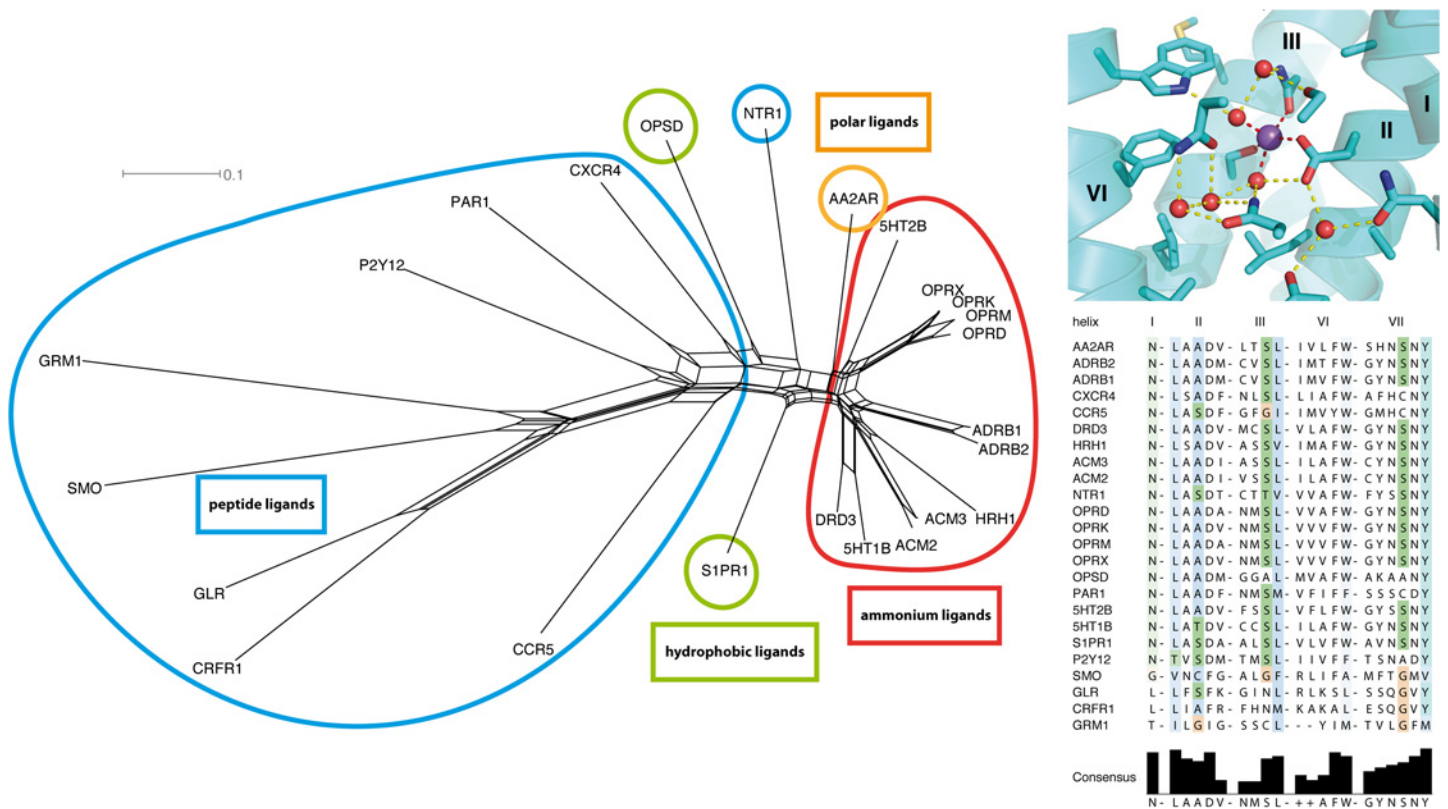 OPSD
NTR1
polar ligands
CXCR4
0.1
PAR1
AA2AR
5HT2B
P2Y12
OPRX
OPRK
OPRM
OPRD
GRM1
ADRB1
ADRB2
SMO
peptide ligands
DRD3
ACM3
HRH1
5HT1B
ACM2
S1PR1
GLR
ammonium ligands
hydrophobic ligands
CCR5
CRFR1
III
I
II
VI
helix I II III VI VII
AA2AR N - L A A D V - L T S L - I V L F W - S H N S N Y
ADRB2 N - L A A D M - C V S L - I M T F W - G Y N S N Y
ADRB1 N - L A A D M - C V S L - I M V F W - G Y N S N Y
CXCR4 N - L S A D F - N L S L - L I A F W - A F H C N Y
CCR5 N - L A S D F - G F G I - I M V Y W - G M H C N Y
DRD3 N - L A A D V - M C S L - V L A F W - G Y N S N Y
HRH1 N - L S A D V - A S S V - I M A F W - G Y N S N Y
ACM3 N - L A A D I - A S S L - I L A F W - C Y N S N Y
ACM2 N - L A A D I - V S S L - I L A F W - C Y N S N Y
NTR1 N - L A S D T - C T T V - V V A F W - F Y S S N Y
OPRD N - L A A D A - N M S L - V V V F W - G Y N S N Y
OPRK N - L A A D V - N M S L - V V V F W - G Y N S N Y
OPRM N - L A A D A - N M S L - V V V F W - G Y N S N Y
OPRX N - L A A D V - N M S L - V V V F W - G Y N S N Y
OPSD N - L A A D M - G G A L - M V A F W - A K A A N Y
PAR1 N - L A A D F - N M S M - V F I F F - S S S C D Y
5HT2B N - L A A D V - F S S L - V F L F W - G Y S S N Y
5HT1B N - L A T D V - C C S L - I L A F W - G Y S N S N Y
S1PR1 N - L A S D A - A L S L - V L V F W - A V N S N Y
P2Y12 N - T V S D M - T M S L - I I V F F - T S N A D Y
SMO G - V N C F G - A L G F - R L I F A - M F T G M V
GLR L - L F S F K - G I N L - R L K S L - S S Q G V Y
CRFR1 L - L I A F R - F H N M - K A K A L - E S Q G V Y
GRM1 T - I L G I G - S S C L - - - Y I M - T V L G F M
Consensus
N - L A A D V - N M S L - + + A F W - G Y N S N Y